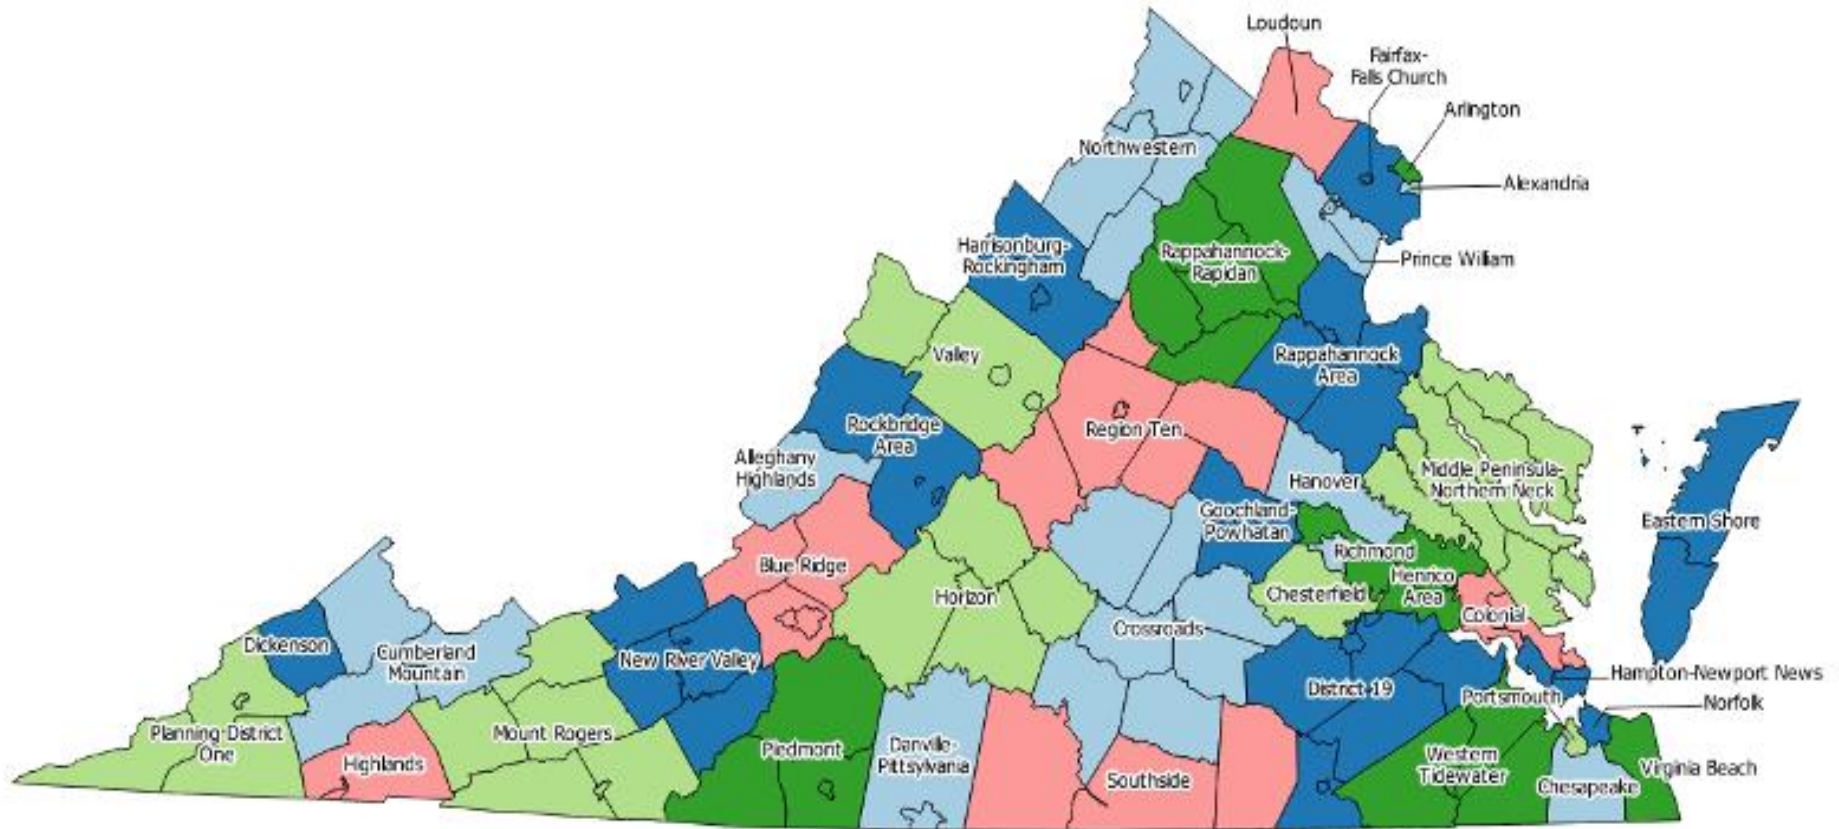 Loudoun
Fairfax-
Falls Church
Arlington
Northwestern
Alexandria
Harrisonburg-
Rockingham
Rappahannock-
Rapidan
Prince William
Valley
Rappahannock
Area
Rockbridge
Area
Region Ten
Alleghany
Highlands
Hanover
Middle Peninsula-
Northern Neck
Goochland-
Powhatan
Eastern Shore
Richmond
Blue Ridge
Henrico
Area
Horizon
Chesterfield
Colonial
Crossroads
Dickenson
Cumberland
Mountain
New River Valley
Hampton-Newport News
District 19
Portsmouth
Norfolk
Planning District
One
Mount Rogers
Highlands
Piedmont
Danville-
Pittsylvania
Southside
Western
Tidewater
Virginia Beach
Chesapeake